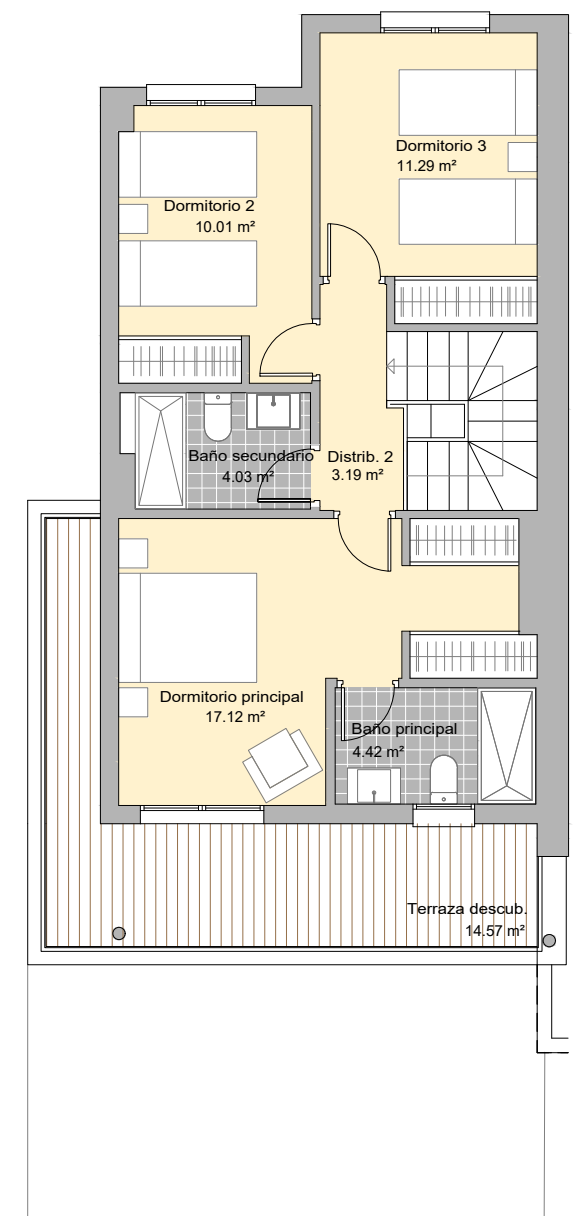 Dormitorio 3
11.29 m²
Dormitorio 2
10.01 m²
Baño secundario
4.03 m²
Distrib. 2
3.19 m²
Dormitorio principal
17.12 m²
Baño principal
4.42 m²
Terraza descub.
14.57 m²